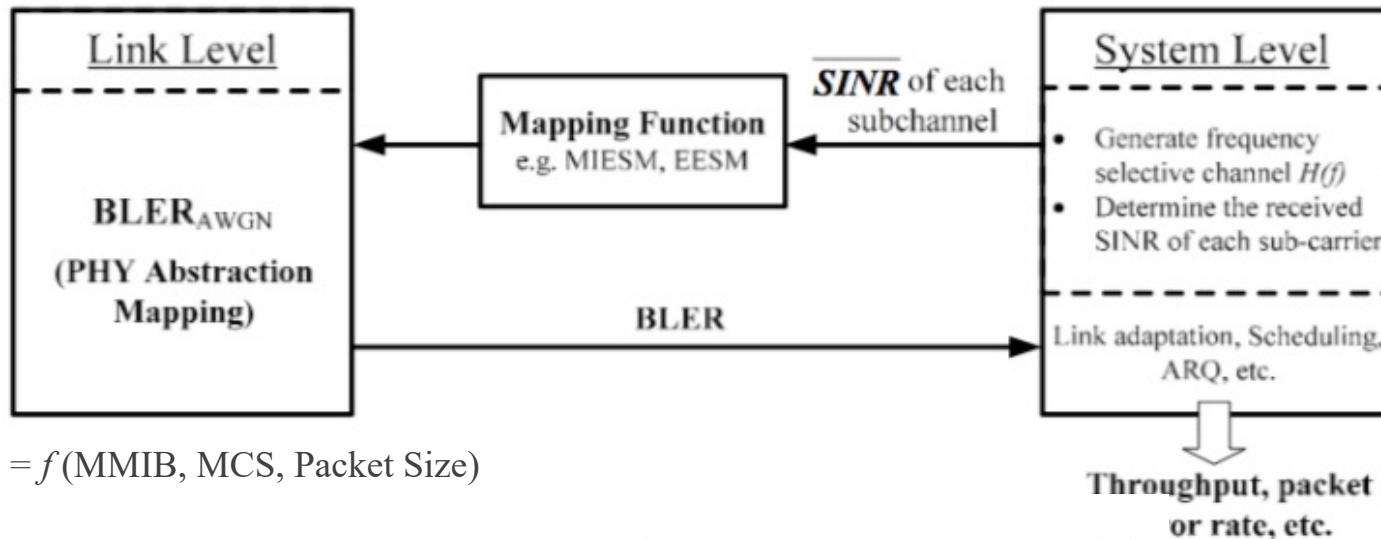 Link Level
BLER_AWGN
(PHY Abstraction
Mapping)
Mapping Function
e.g. MIESM, EESM
SINR of each
subchannel
System Level
• Generate frequency
selective channel H(f)
• Determine the received
SINR of each sub-carrier
BLER
Link adaptation, Scheduling,
ARQ, etc.
= f (MMIB, MCS, Packet Size)
Throughput, packet
or rate, etc.